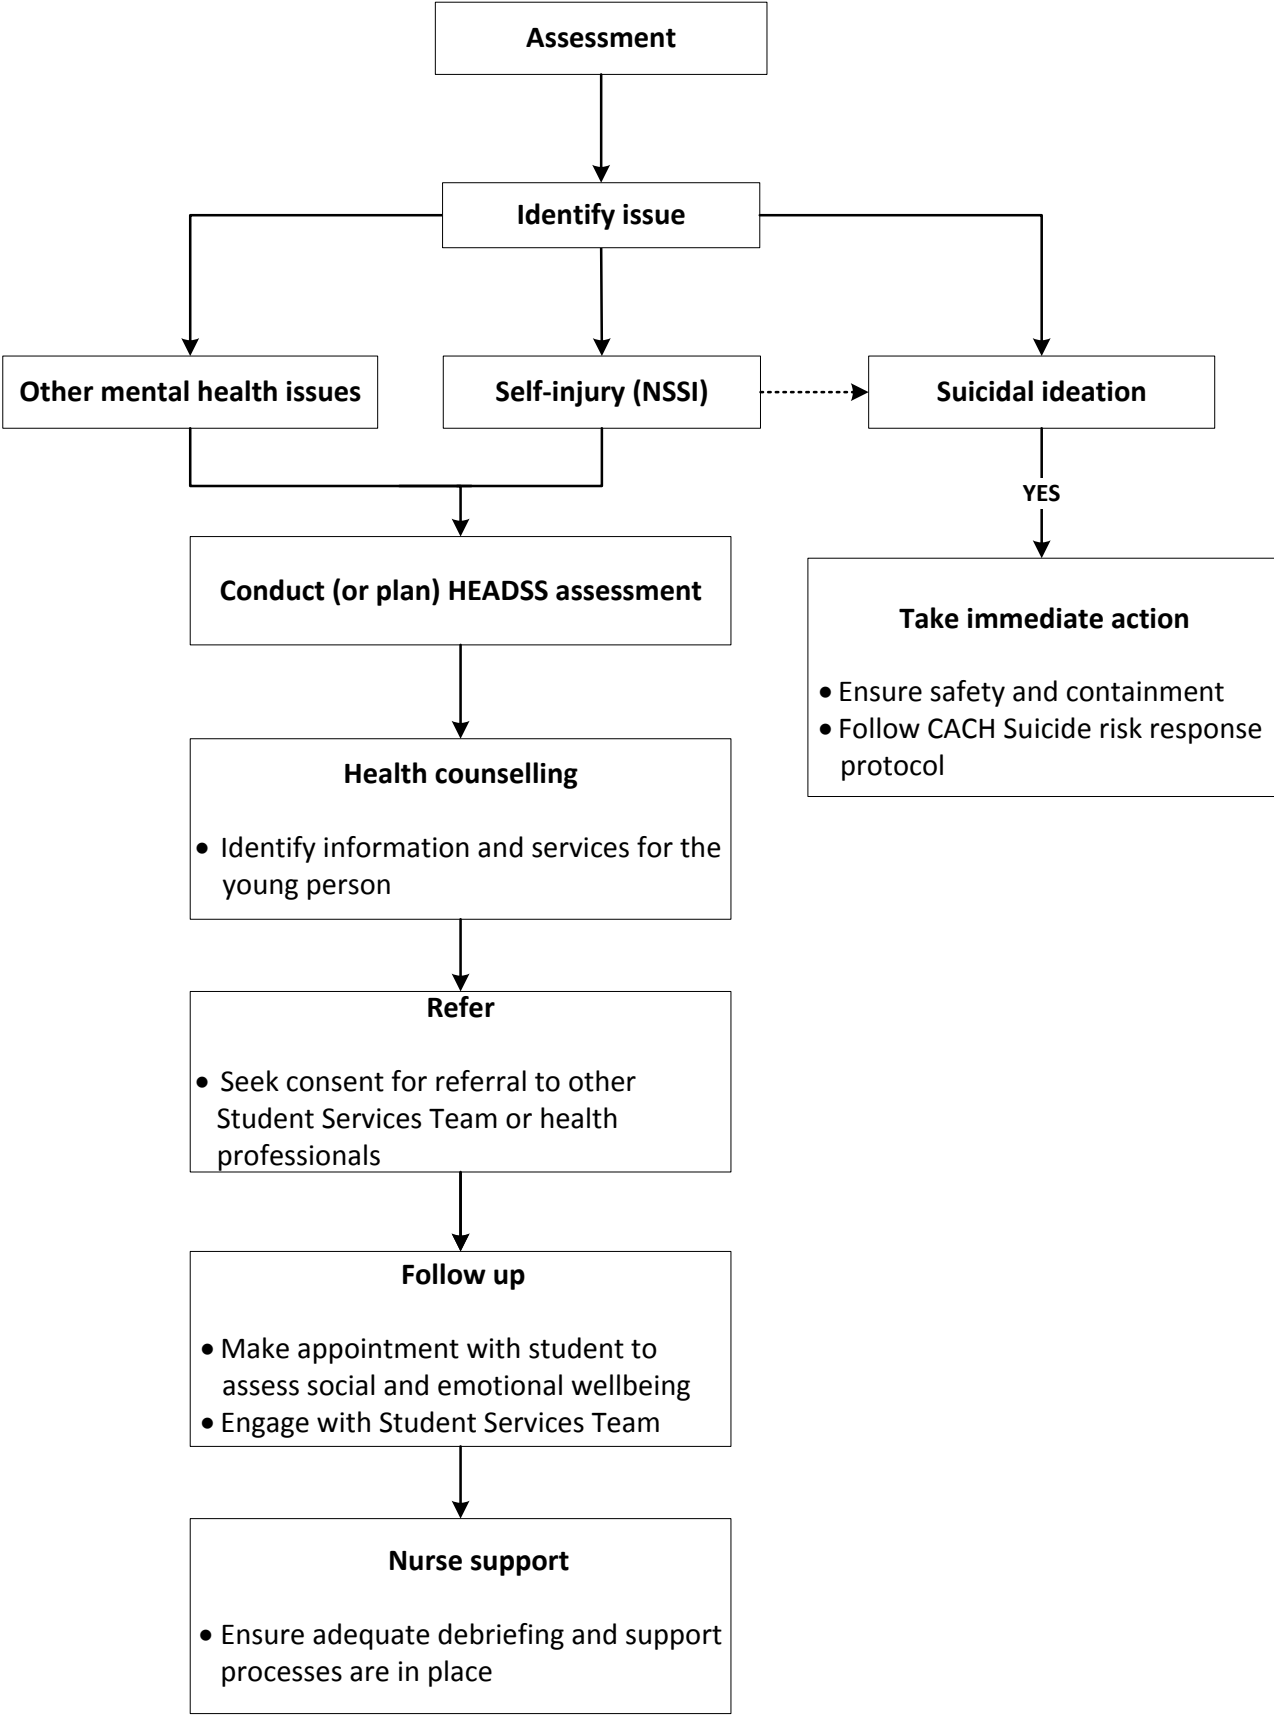 Assessment
Identify issue
Other mental health issues
Self-injury (NSSI)
Suicidal ideation
YES
Conduct (or plan) HEADSS assessment
Take immediate action
• Ensure safety and containment
• Follow CACH Suicide risk response
protocol
Health counselling
• Identify information and services for the
young person
Refer
• Seek consent for referral to other
Student Services Team or health
professionals
Follow up
• Make appointment with student to
assess social and emotional wellbeing
• Engage with Student Services Team
Nurse support
• Ensure adequate debriefing and support
processes are in place